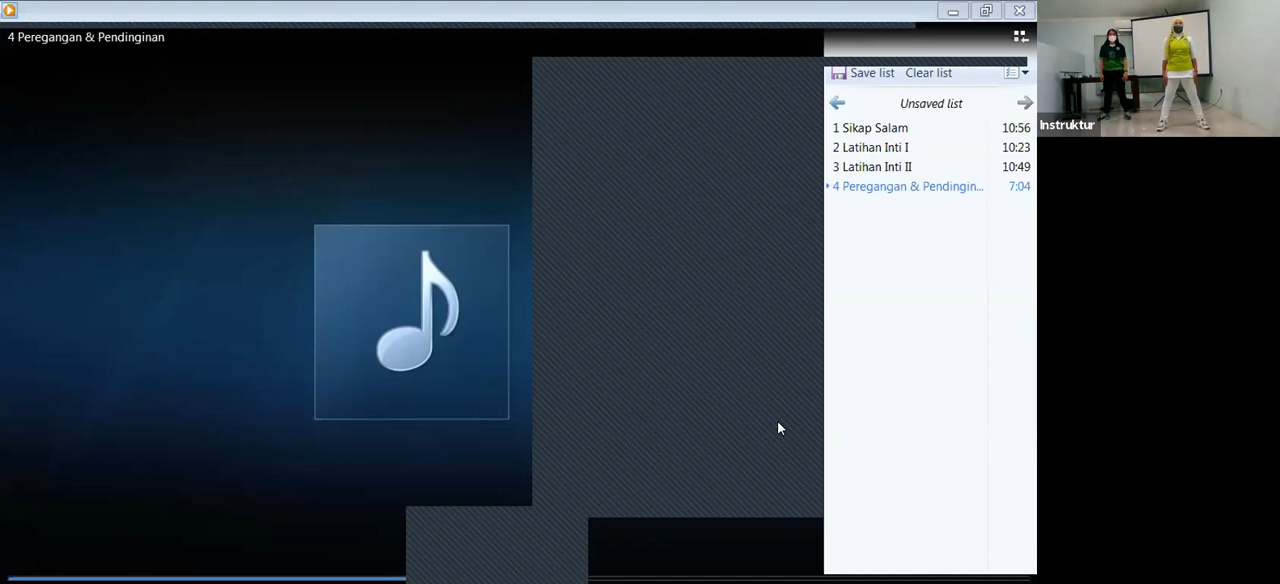 4 Peregangan & Pendinginan
Save list Clear list
Unsaved list
1 Sikap Salam 10:56
2 Latihan Inti I 10:23
3 Latihan Inti II 10:49
4 Peregangan & Pendingin... 7:04
Instruktur